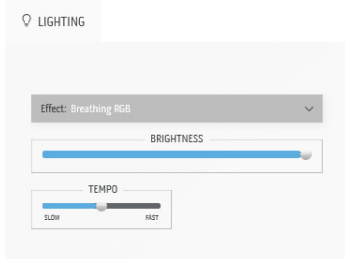 LIGHTING
Effect: Breathing RGB
BRIGHTNESS
TEMPO
SLOW FAST